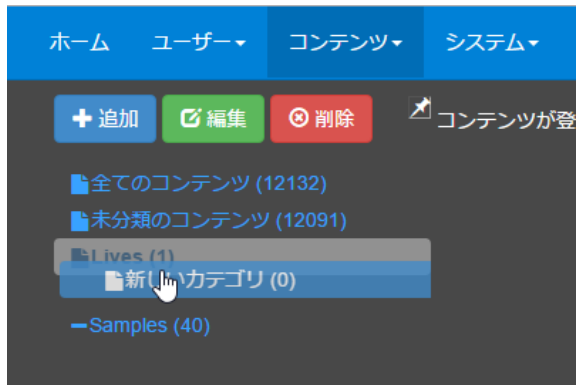 ホーム ユーザー コンテンツ システム
追加 編集 削除 コンテンツが登
全てのコンテンツ (12132)
未分類のコンテンツ (12091)
Lives (1)
新しいカテゴリ (0)
Samples (40)